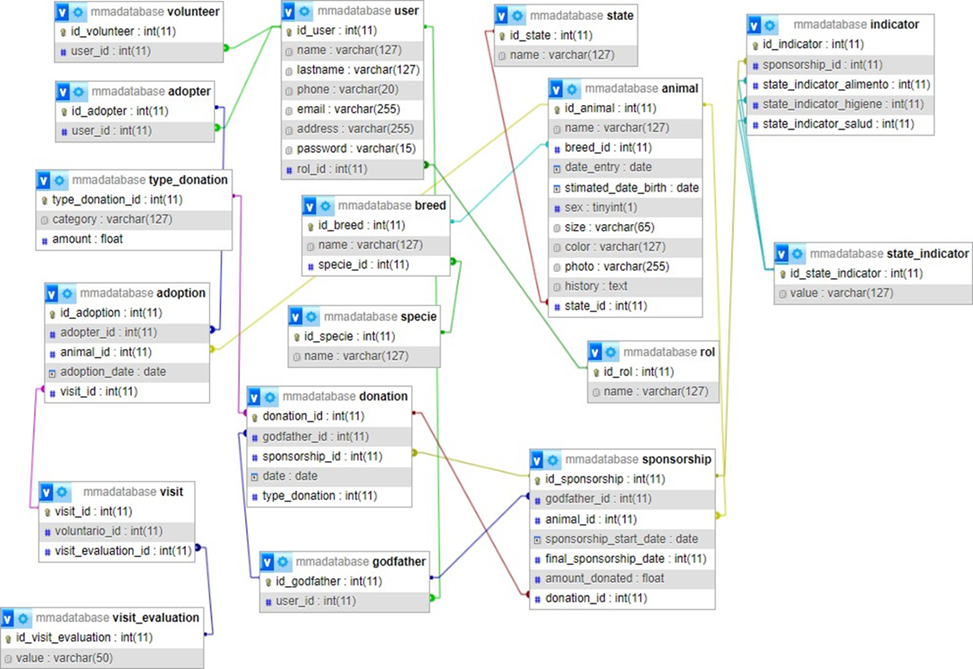 mmadatabase volunteer
id_volunteer : int(11)
user_id : int(11)
mmadatabase adopter
id_adopter : int(11)
user_id : int(11)
mmadatabase type_donation
type_donation_id : int(11)
category : varchar(127)
amount : float
mmadatabase adoption
id_adoption : int(11)
adopter_id : int(11)
animal_id : int(11)
adoption_date : date
visit_id : int(11)
mmadatabase visit
visit_id : int(11)
voluntario_id : int(11)
visit_evaluation_id : int(11)
mmadatabase visit_evaluation
id_visit_evaluation : int(11)
value : varchar(50)
mmadatabase user
id_user : int(11)
name : varchar(127)
lastname : varchar(127)
phone : varchar(20)
email : varchar(255)
address : varchar(255)
password : varchar(15)
rol_id : int(11)
mmadatabase breed
id_breed : int(11)
name : varchar(127)
specie_id : int(11)
mmadatabase specie
id_specie : int(11)
name : varchar(127)
mmadatabase donation
donation_id : int(11)
godfather_id : int(11)
sponsorship_id : int(11)
date : date
type_donation : int(11)
mmadatabase godfather
id_godfather : int(11)
user_id : int(11)
mmadatabase state
id_state : int(11)
name : varchar(127)
mmadatabase animal
id_animal : int(11)
name : varchar(127)
breed_id : int(11)
date_entry : date
stimated_date_birth : date
sex : tinyint(1)
size : varchar(65)
color : varchar(127)
photo : varchar(255)
history : text
state_id : int(11)
mmadatabase rol
id_rol : int(11)
name : varchar(127)
mmadatabase sponsorship
id_sponsorship : int(11)
godfather_id : int(11)
animal_id : int(11)
sponsorship_start_date : date
final_sponsorship_date : int(11)
amount_donated : float
donation_id : int(11)
mmadatabase indicator
id_indicator : int(11)
sponsorship_id : int(11)
state_indicator_alimento : int(11)
state_indicator_higiene : int(11)
state_indicator_salud : int(11)
mmadatabase state_indicator
id_state_indicator : int(11)
value : varchar(127)